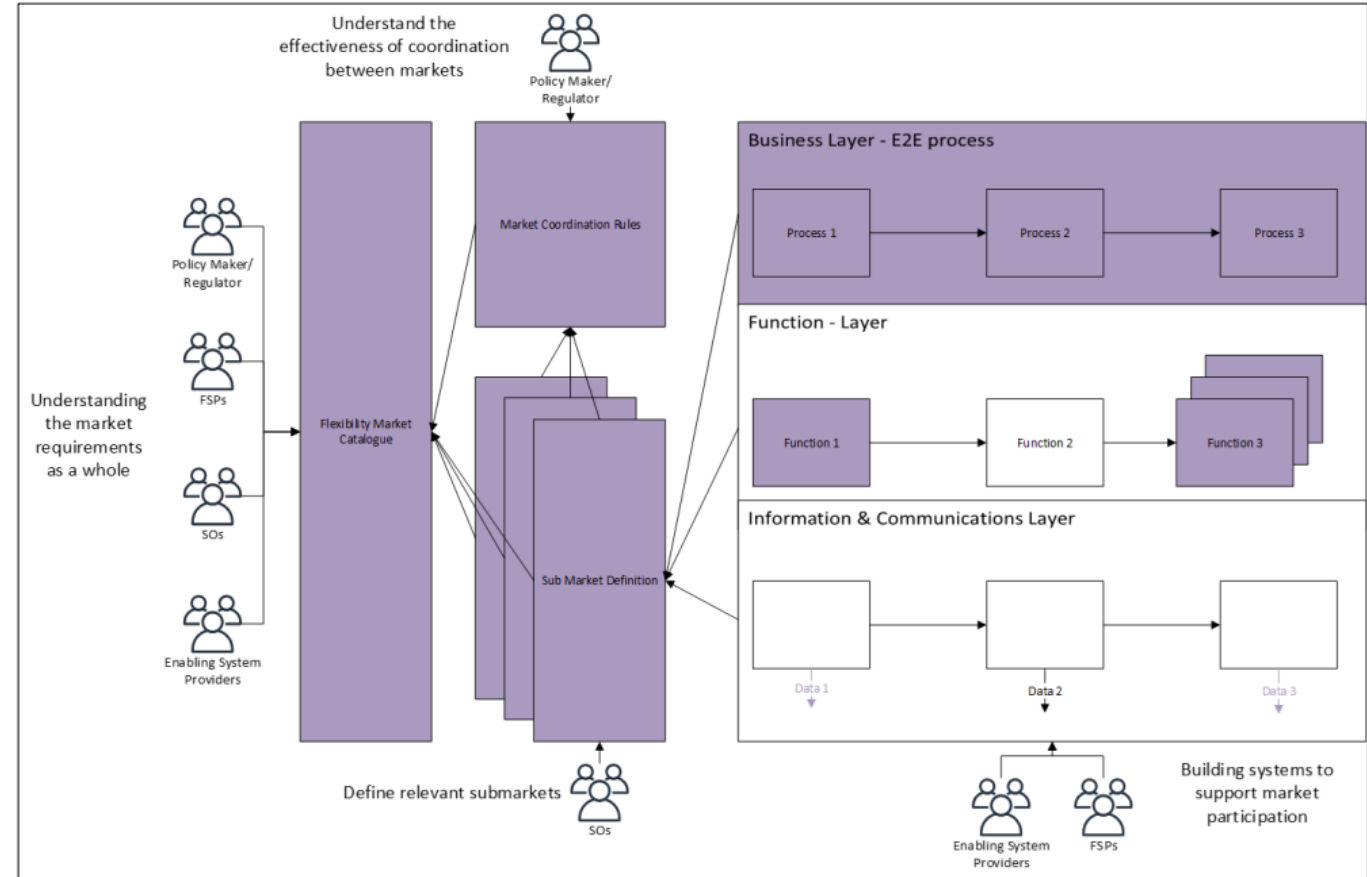 Understand the
effectiveness of coordination
between markets
Policy Maker/
Regulator
Policy Maker/
Regulator
FSPs
Understanding
the market
requirements
as a whole
SOs
Enabling System
Providers
Flexibility Market
Catalogue
Market Coordination Rules
Sub Market Definition
Define relevant submarkets
SOs
Business Layer - E2E process
Process 1
Process 2
Process 3
Function - Layer
Function 1
Function 2
Function 3
Information & Communications Layer
Data 1
Data 2
Data 3
Enabling System
Providers
FSPs
Building systems to
support market
participation